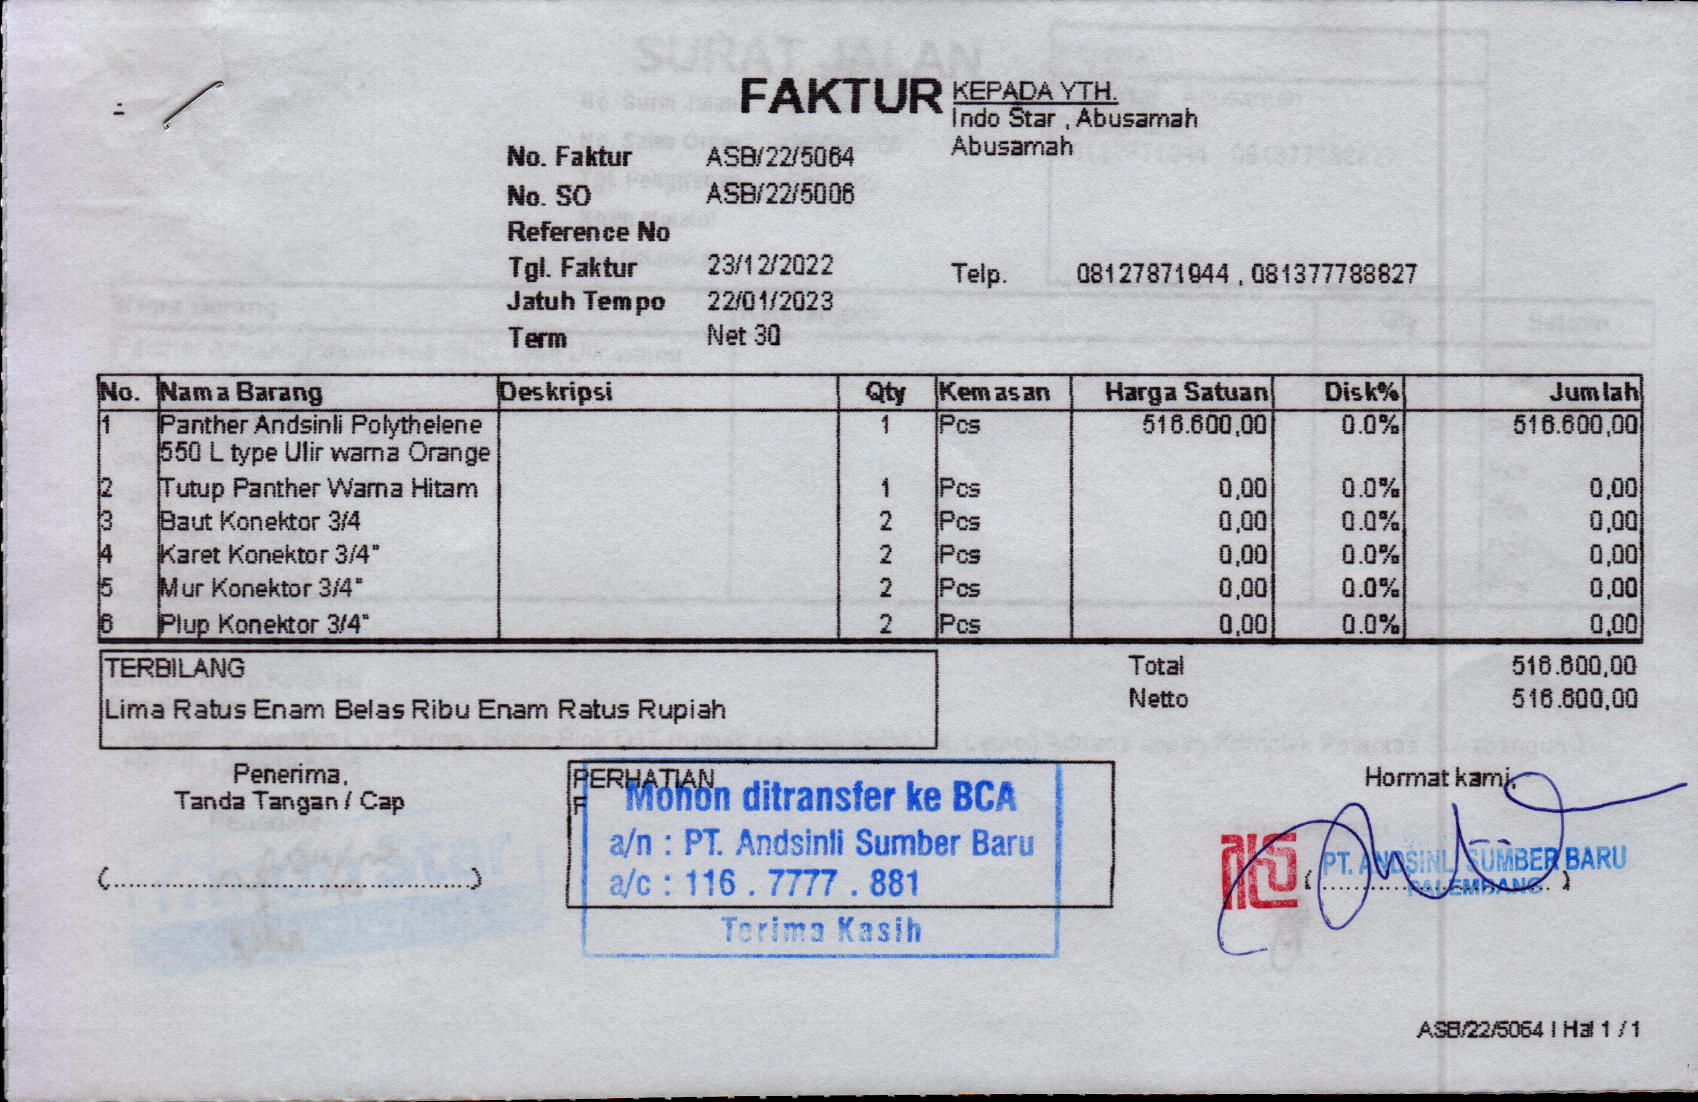 FAKTUR
KEPADA YTH.
Indo Star , Abusamah
Abusamah
No. Faktur ASB/22/5064
No. SO ASB/22/5006
Reference No
Tgl. Faktur 23/12/2022
Telp. 08127871944 , 081377788827
Jatuh Tempo 22/01/2023
Term Net 30
No. Nama Barang Deskripsi Qty Kemasan Harga Satuan Disk% Jumlah
1 Panther Andsinli Polythelene 1 Pcs 516.600,00 0.0% 516.600,00
550 L type Ulir warna Orange
2 Tutup Panther Warna Hitam 1 Pcs 0,00 0.0% 0,00
3 Baut Konektor 3/4 2 Pcs 0,00 0.0% 0,00
4 Karet Konektor 3/4" 2 Pcs 0,00 0.0% 0,00
5 Mur Konektor 3/4" 2 Pcs 0,00 0.0% 0,00
6 Plup Konektor 3/4" 2 Pcs 0,00 0.0% 0,00
TERBILANG
Lima Ratus Enam Belas Ribu Enam Ratus Rupiah
Total 516.600,00
Netto 516.600,00
Penerima,
Tanda Tangan / Cap
(..........................................................)
PERHATIAN
Mohon ditransfer ke BCA
a/n : PT. Andsinli Sumber Baru
a/c : 116 . 7777 . 881
Terima Kasih
Hormat kami,
PT. ANDSINLI SUMBER BARU
PALEMBANG
ASB/22/5064 | Hal 1 / 1